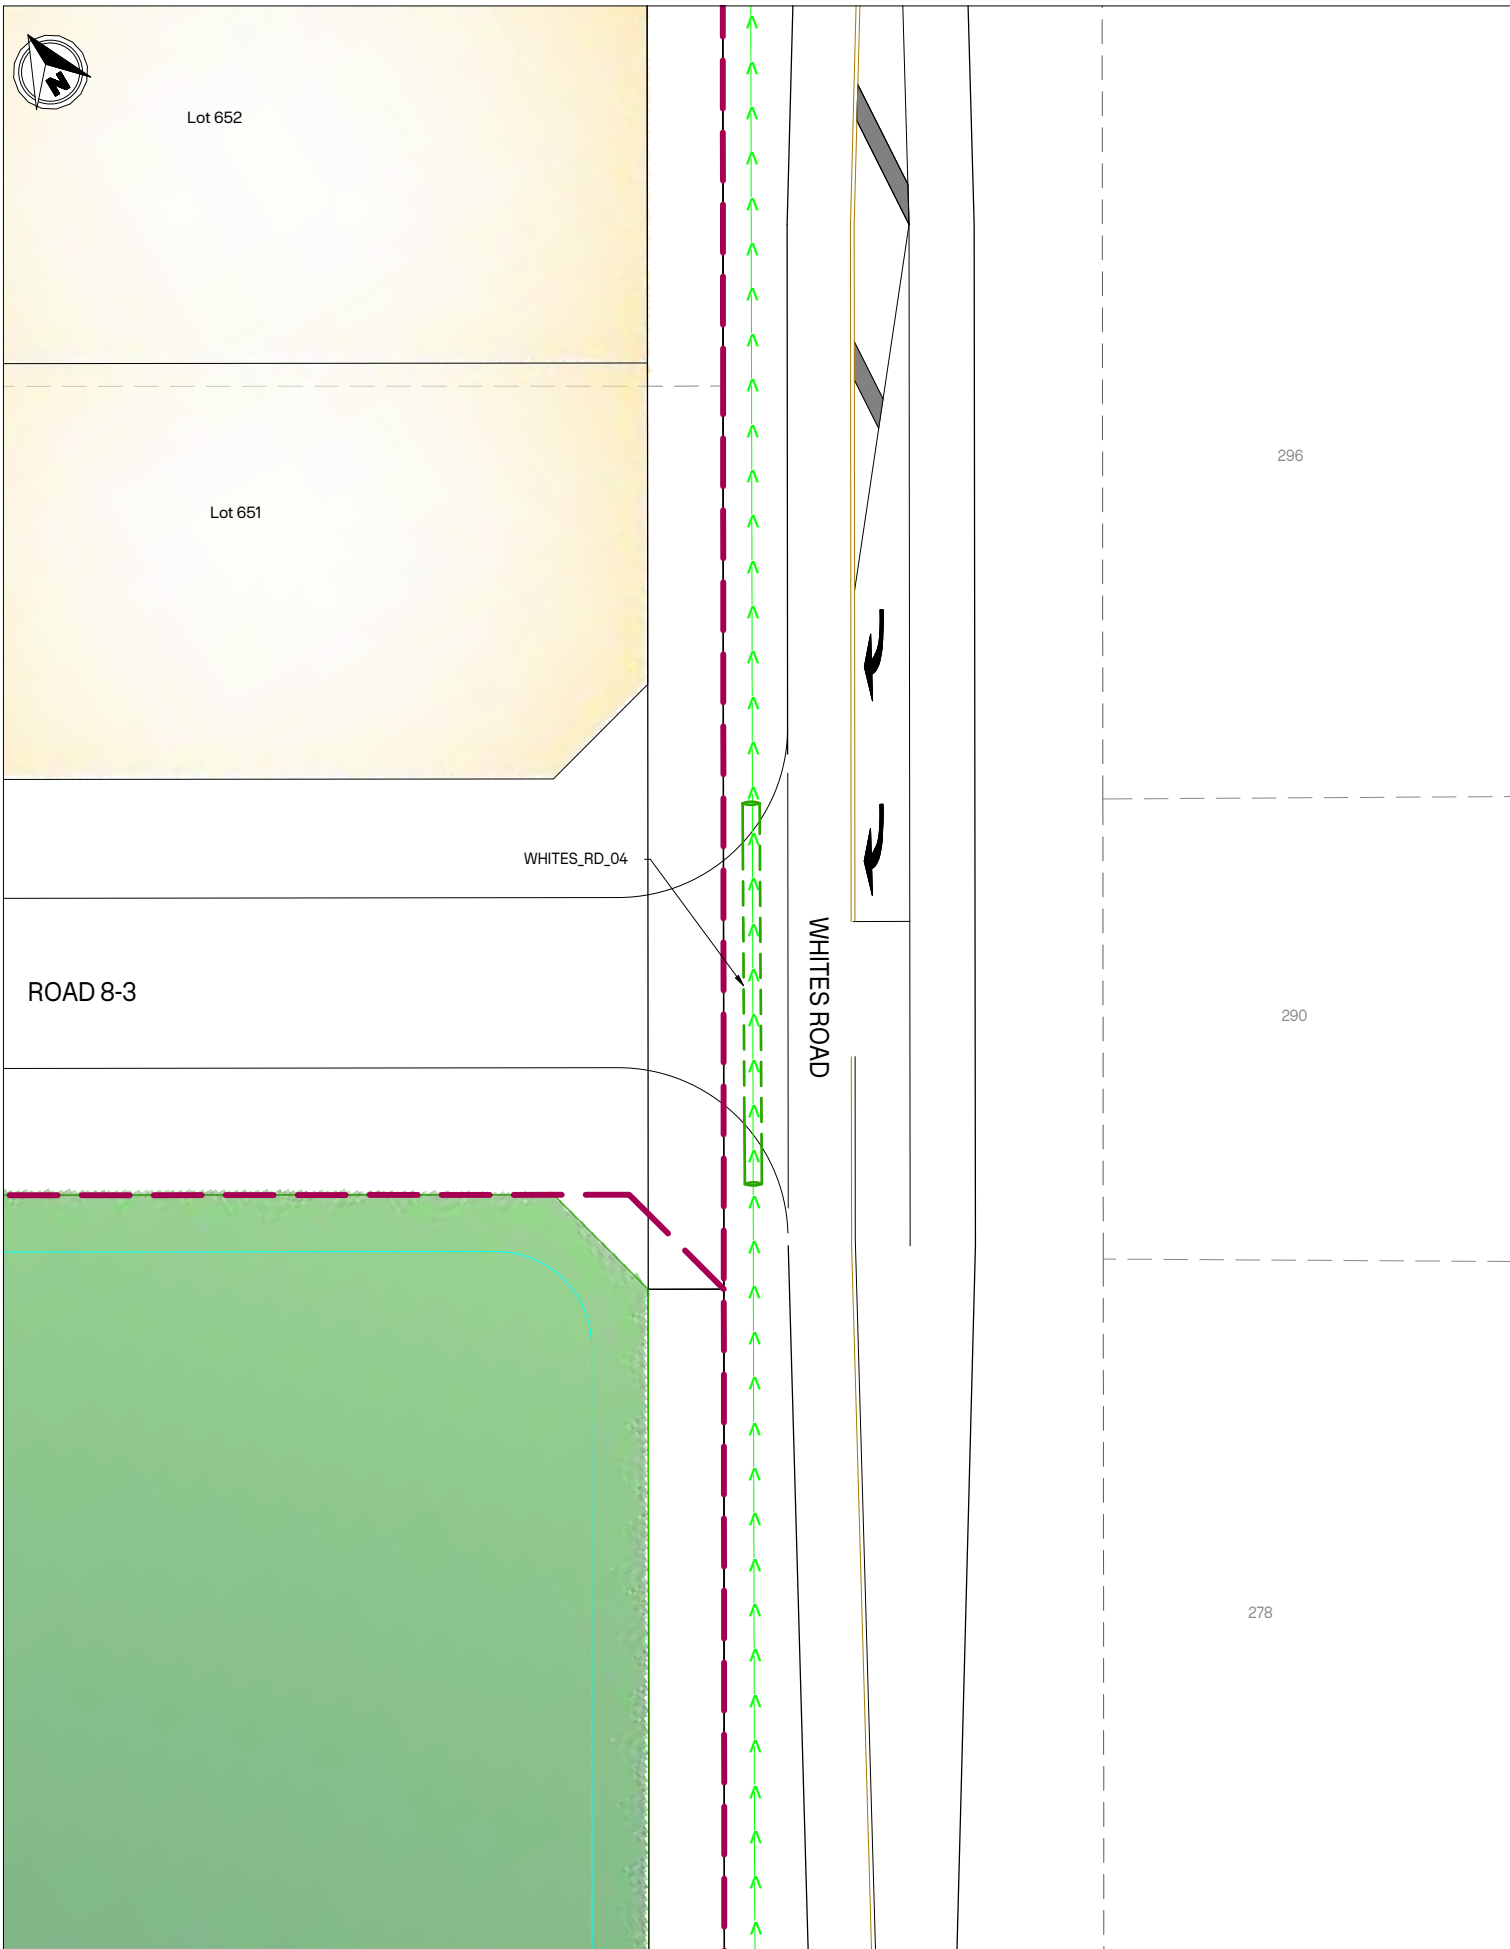 N
Lot 652
296
Lot 651
WHITES_RD_04
WHITES ROAD
ROAD 8-3
290
278